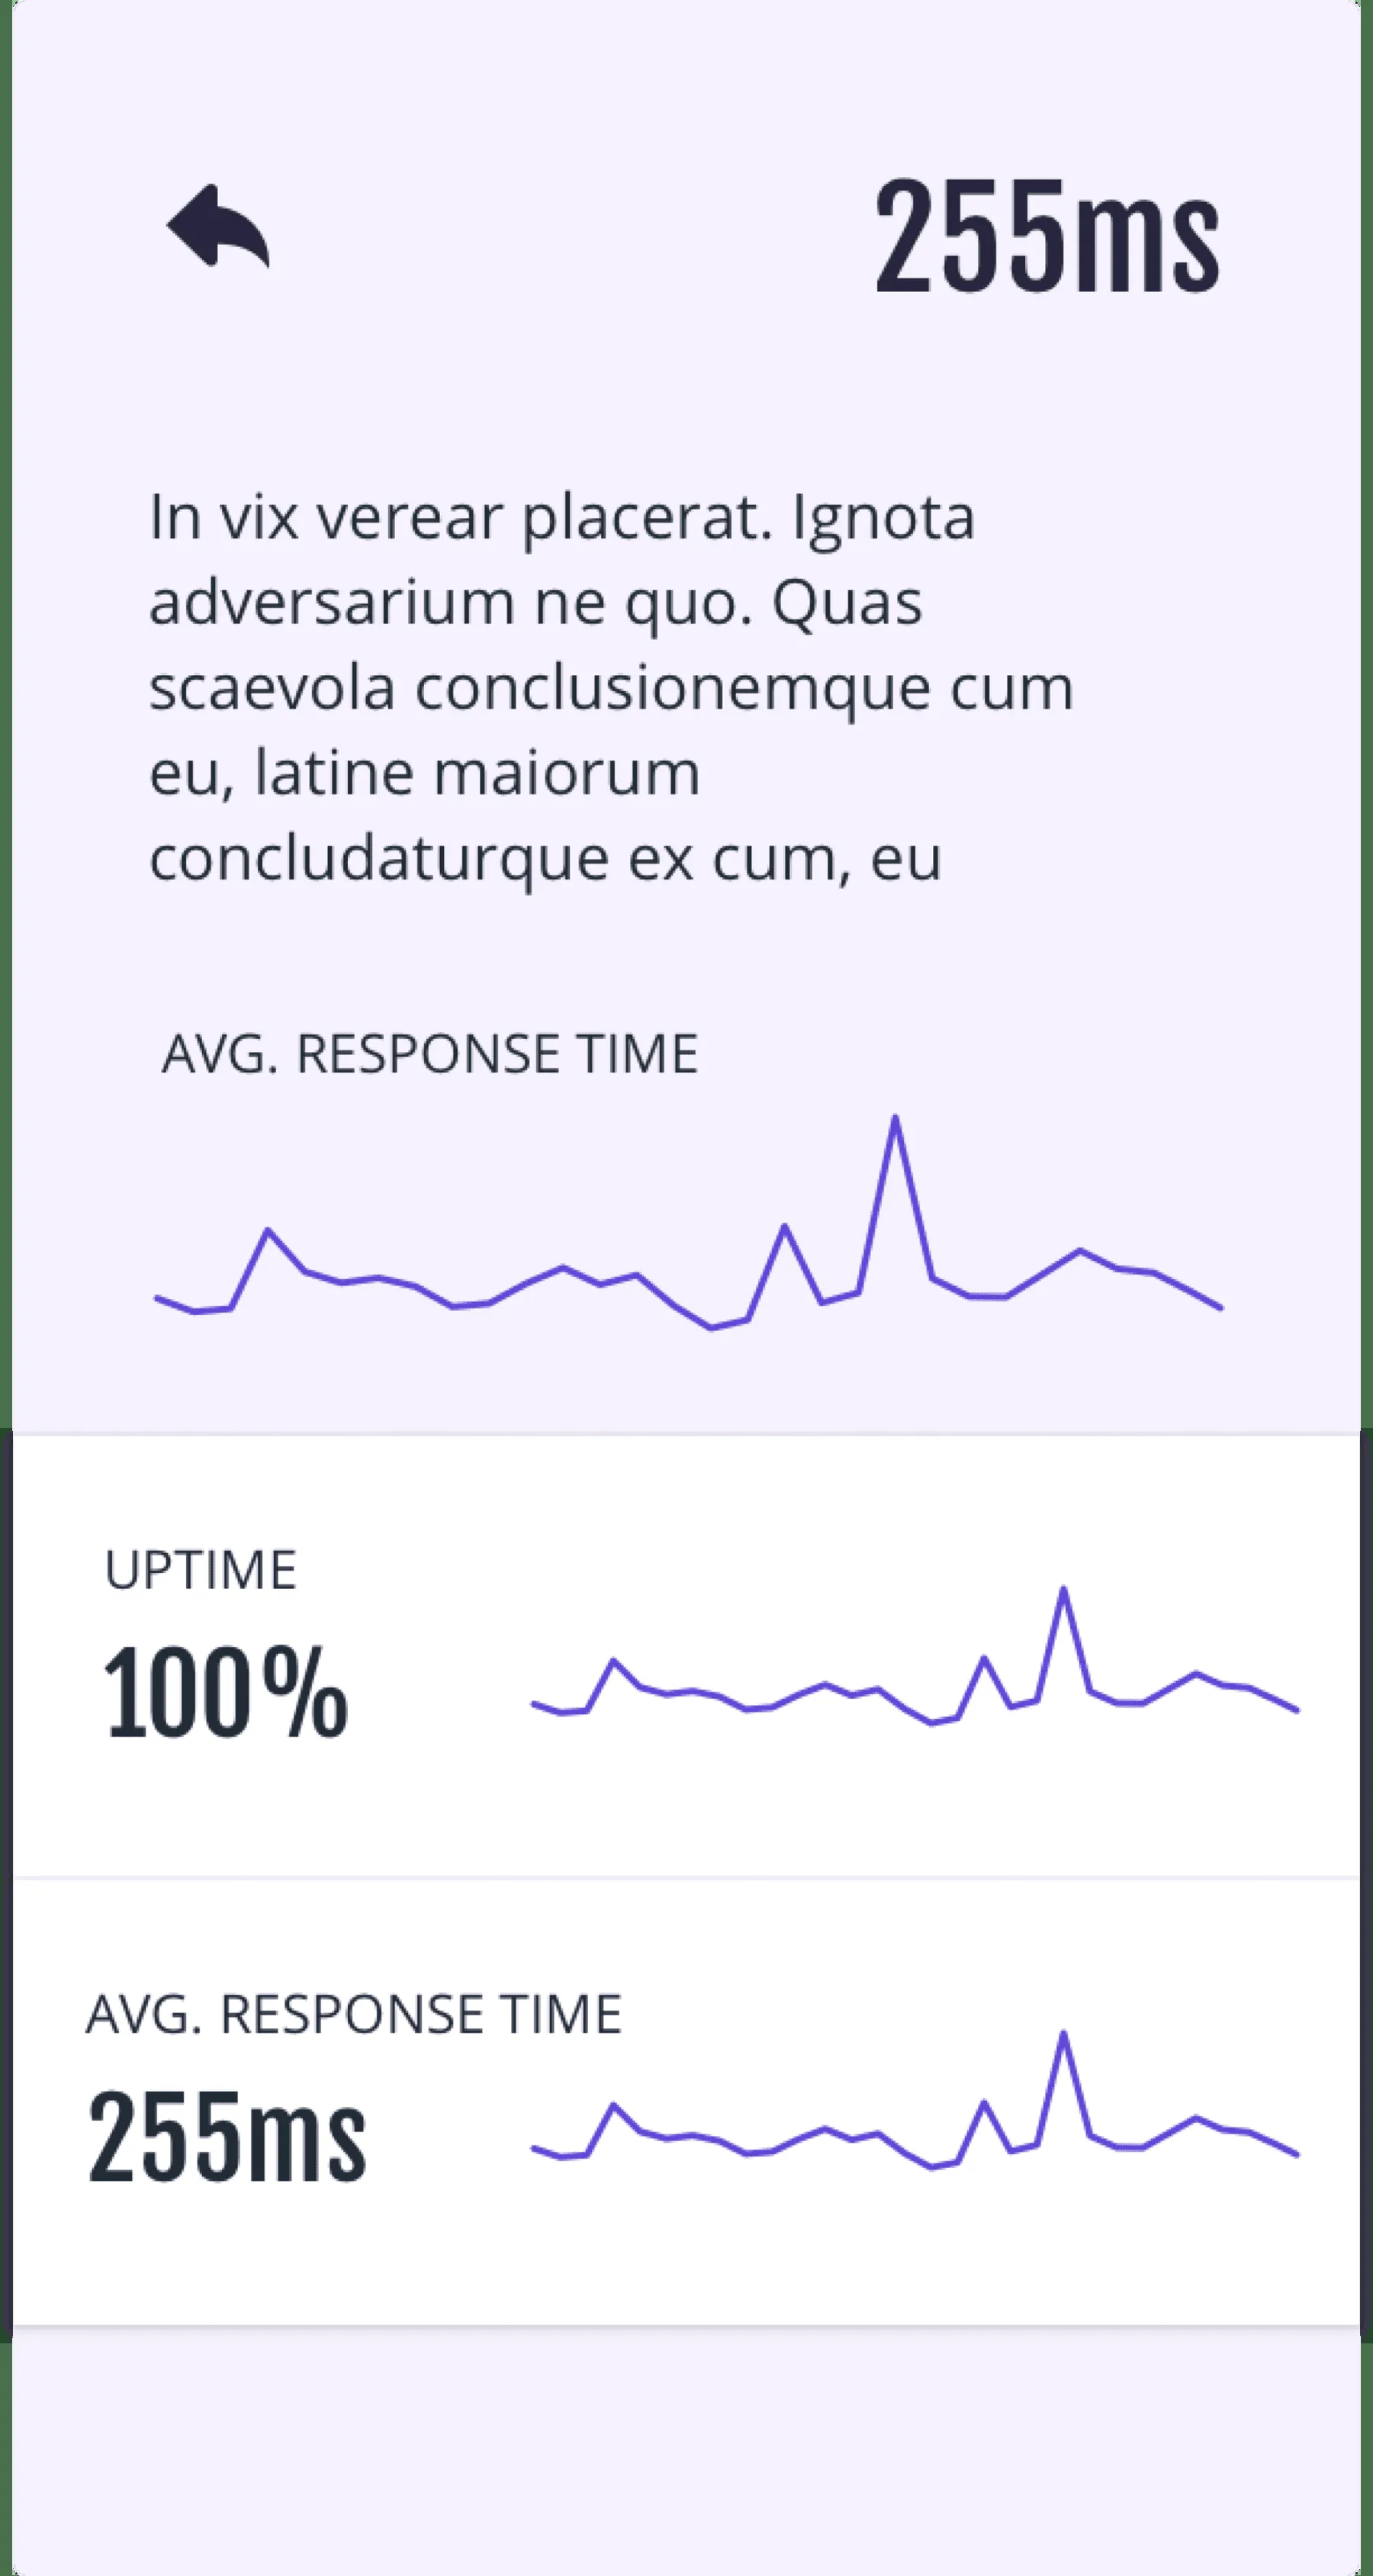 255ms
In vix verear placerat. Ignota
adversarium ne quo. Quas
scaevola conclusionemque cum
eu, latine maiorum
concludaturque ex cum, eu
AVG. RESPONSE TIME
UPTIME
100%
AVG. RESPONSE TIME
255ms